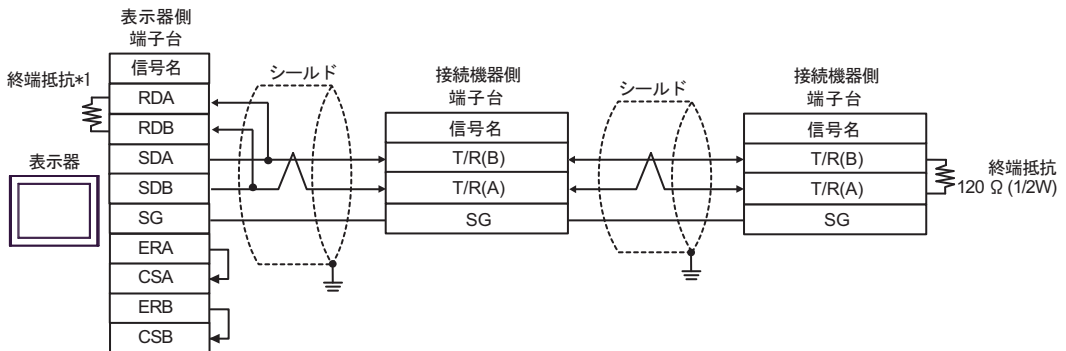 表示器側
端子台
信号名
RDA
RDB
SDA
SDB
SG
ERA
CSA
ERB
CSB
終端抵抗*1
表示器
シールド
接続機器側
端子台
信号名
T/R(B)
T/R(A)
SG
シールド
接続機器側
端子台
信号名
T/R(B)
T/R(A)
SG
終端抵抗
120 Ω (1/2W)